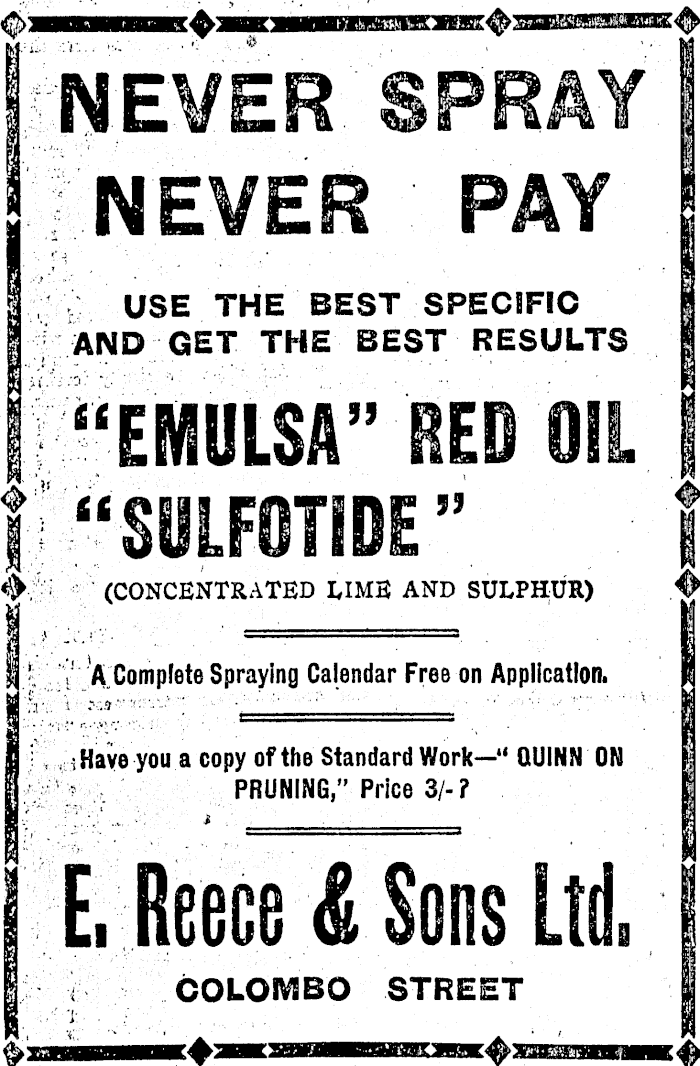 NEVER SPRAY
NEVER PAY
USE THE BEST SPECIFIC
AND GET THE BEST RESULTS
“EMULSA” RED OIL
“SULFOTIDE”
(CONCENTRATED LIME AND SULPHUR)
A Complete Spraying Calendar Free on Application.
Have you a copy of the Standard Work—“ QUINN ON
PRUNING,” Price 3/- ?
E. Reece & Sons Ltd.
COLOMBO STREET